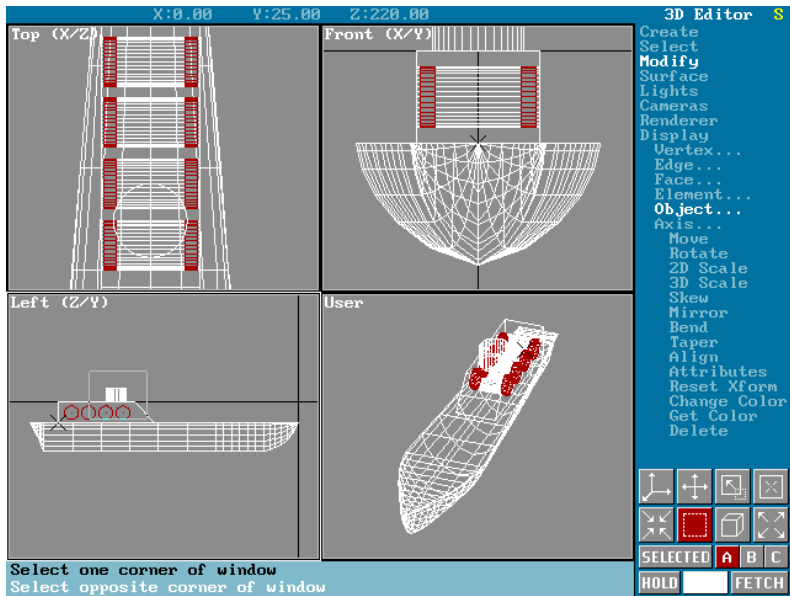 X:0.00 Y:25.00 Z:220.00
3D Editor S
Top (X/Z)
Front (X/Y)
Left (Z/Y)
User
Create
Select
Modify
Surface
Lights
Cameras
Renderer
Display
Vertex...
Edge...
Face...
Element...
Object...
Axis...
Move
Rotate
2D Scale
3D Scale
Skew
Mirror
Bend
Taper
Align
Attributes
Reset Xform
Change Color
Get Color
Delete
SELECTED A B C
HOLD FETCH
Select one corner of window
Select opposite corner of window